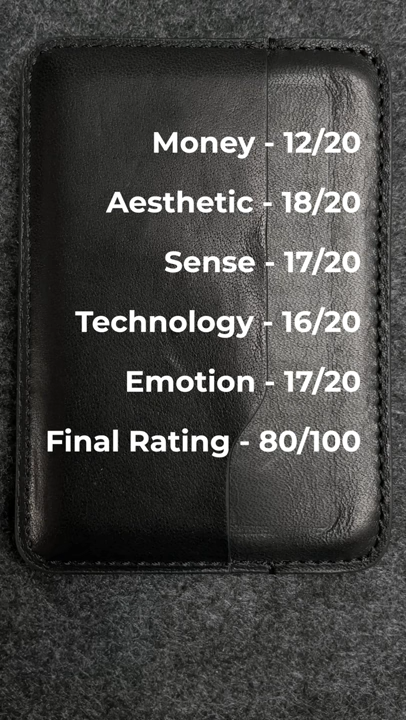 Money - 12/20
Aesthetic - 18/20
Sense - 17/20
Technology - 16/20
Emotion - 17/20
Final Rating - 80/100